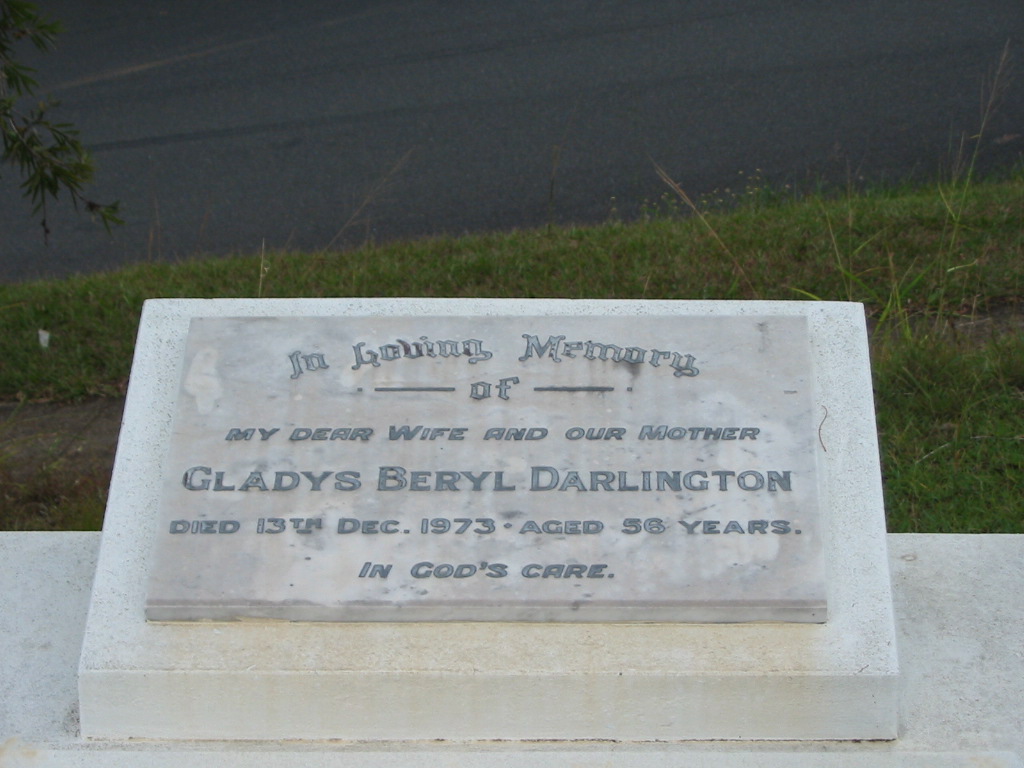 In Loving Memory
of
MY DEAR WIFE AND OUR MOTHER
GLADYS BERYL DARLINGTON
DIED 13TH DEC. 1973 · AGED 56 YEARS.
IN GOD'S CARE.